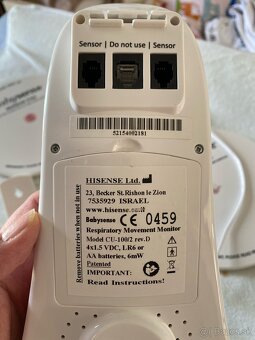 Sensor | Do not use | Sensor
52154002181
HISENSE Ltd.
23, Becker St. Rishon le Zion
7535929 ISRAEL
www.hisense.co.il
Babysense CE 0459
Respiratory Movement Monitor
Model CU-100/2 rev.D
4x1.5 VDC, LR6 or
AA batteries, 6mW
Patented
Read Instructions!
Remove batteries when not in use
babysense